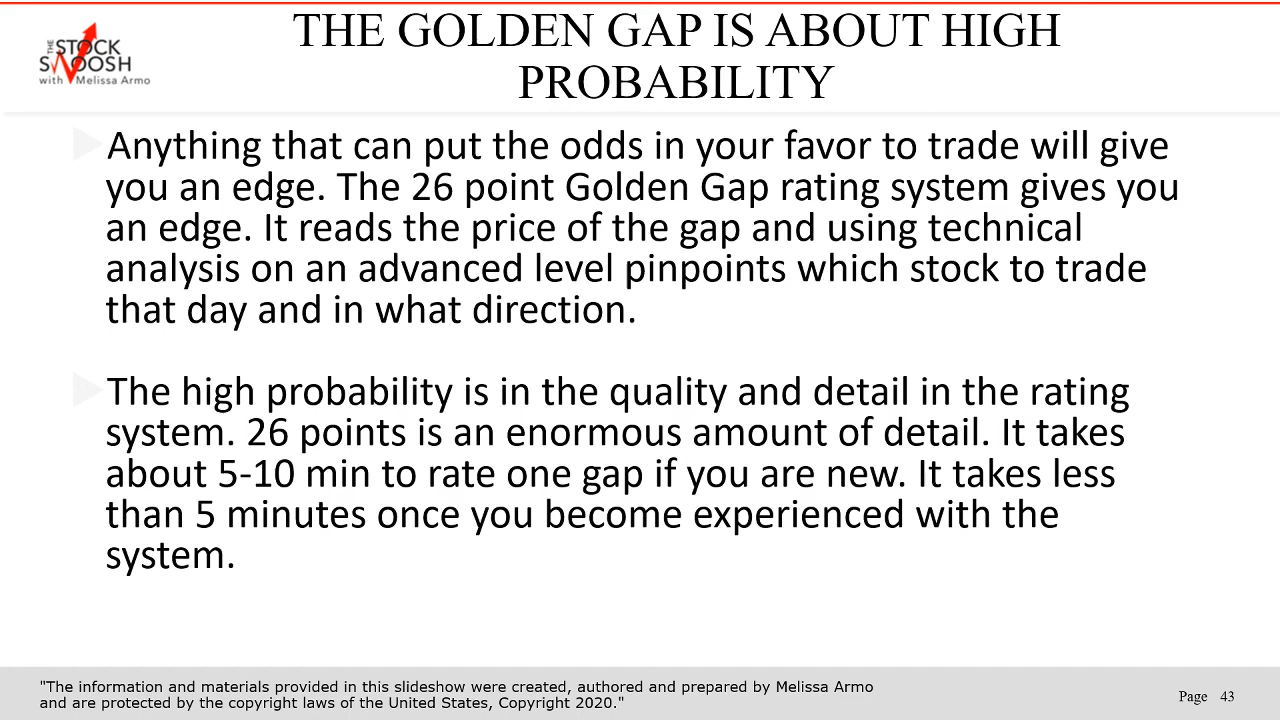 THE
STOCK
SWOOSH
with Melissa Armo
THE GOLDEN GAP IS ABOUT HIGH
PROBABILITY
Anything that can put the odds in your favor to trade will give
you an edge. The 26 point Golden Gap rating system gives you
an edge. It reads the price of the gap and using technical
analysis on an advanced level pinpoints which stock to trade
that day and in what direction.
The high probability is in the quality and detail in the rating
system. 26 points is an enormous amount of detail. It takes
about 5-10 min to rate one gap if you are new. It takes less
than 5 minutes once you become experienced with the
system.
"The information and materials provided in this slideshow were created, authored and prepared by Melissa Armo
and are protected by the copyright laws of the United States, Copyright 2020."
Page 43